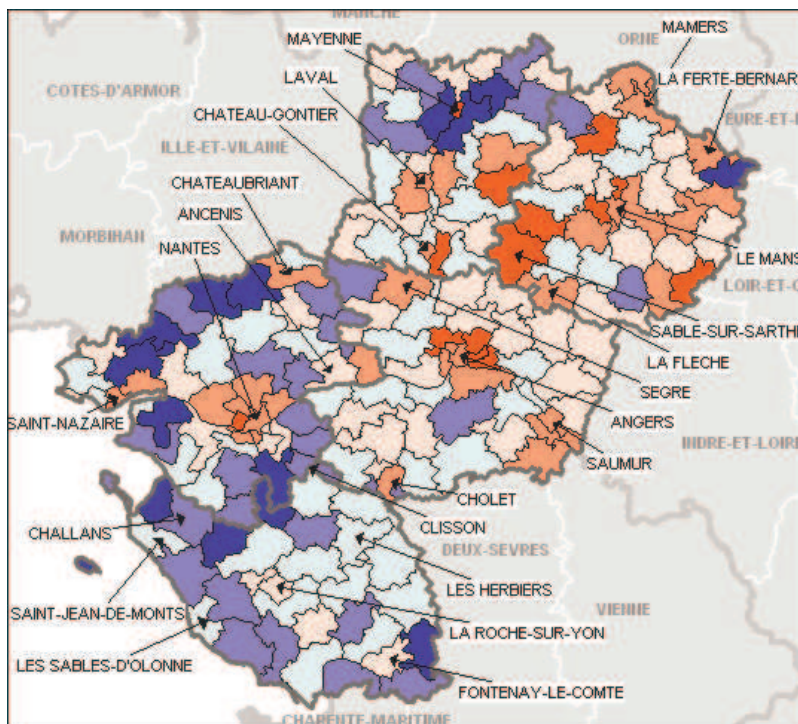 MANCHE
MAYENNE
ORNE
MAMERS
LAVAL
LA FERTE-BERNAR
COTES-D'ARMOR
CHATEAU-GONTIER
EURE-ET-L
ILLE-ET-VILAINE
CHATEAUBRIANT
ANCENIS
MORBIHAN
NANTES
LE MANS
LOIR-ET-C
SABLE-SUR-SARTHE
LA FLECHE
SEGRE
SAINT-NAZAIRE
ANGERS
INDRE-ET-LOIRE
SAUMUR
CHOLET
CHALLANS
CLISSON
DEUX-SEVRES
LES HERBIERS
SAINT-JEAN-DE-MONTS
VIENNE
LA ROCHE-SUR-YON
LES SABLES-D'OLONNE
FONTENAY-LE-COMTE
CHARENTE-MARITIME